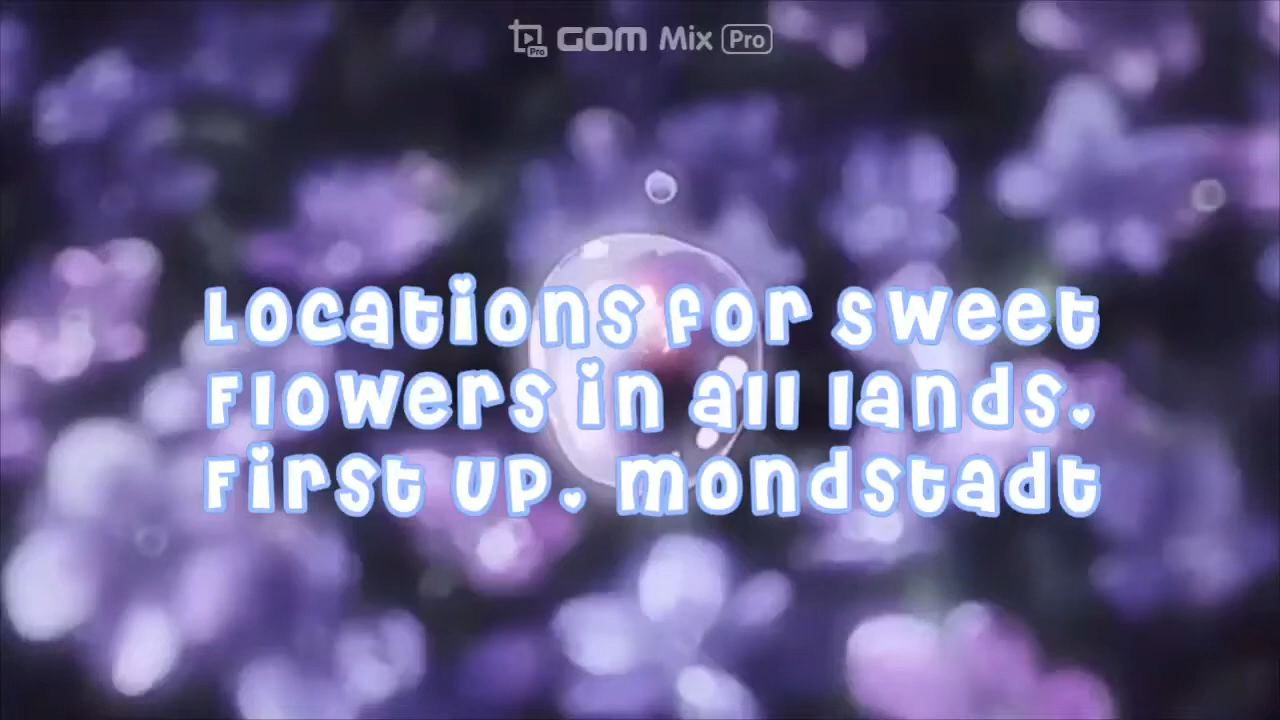 GOM Mix Pro
Locations for sweet
Flowers in all lands.
First up. mondstadt